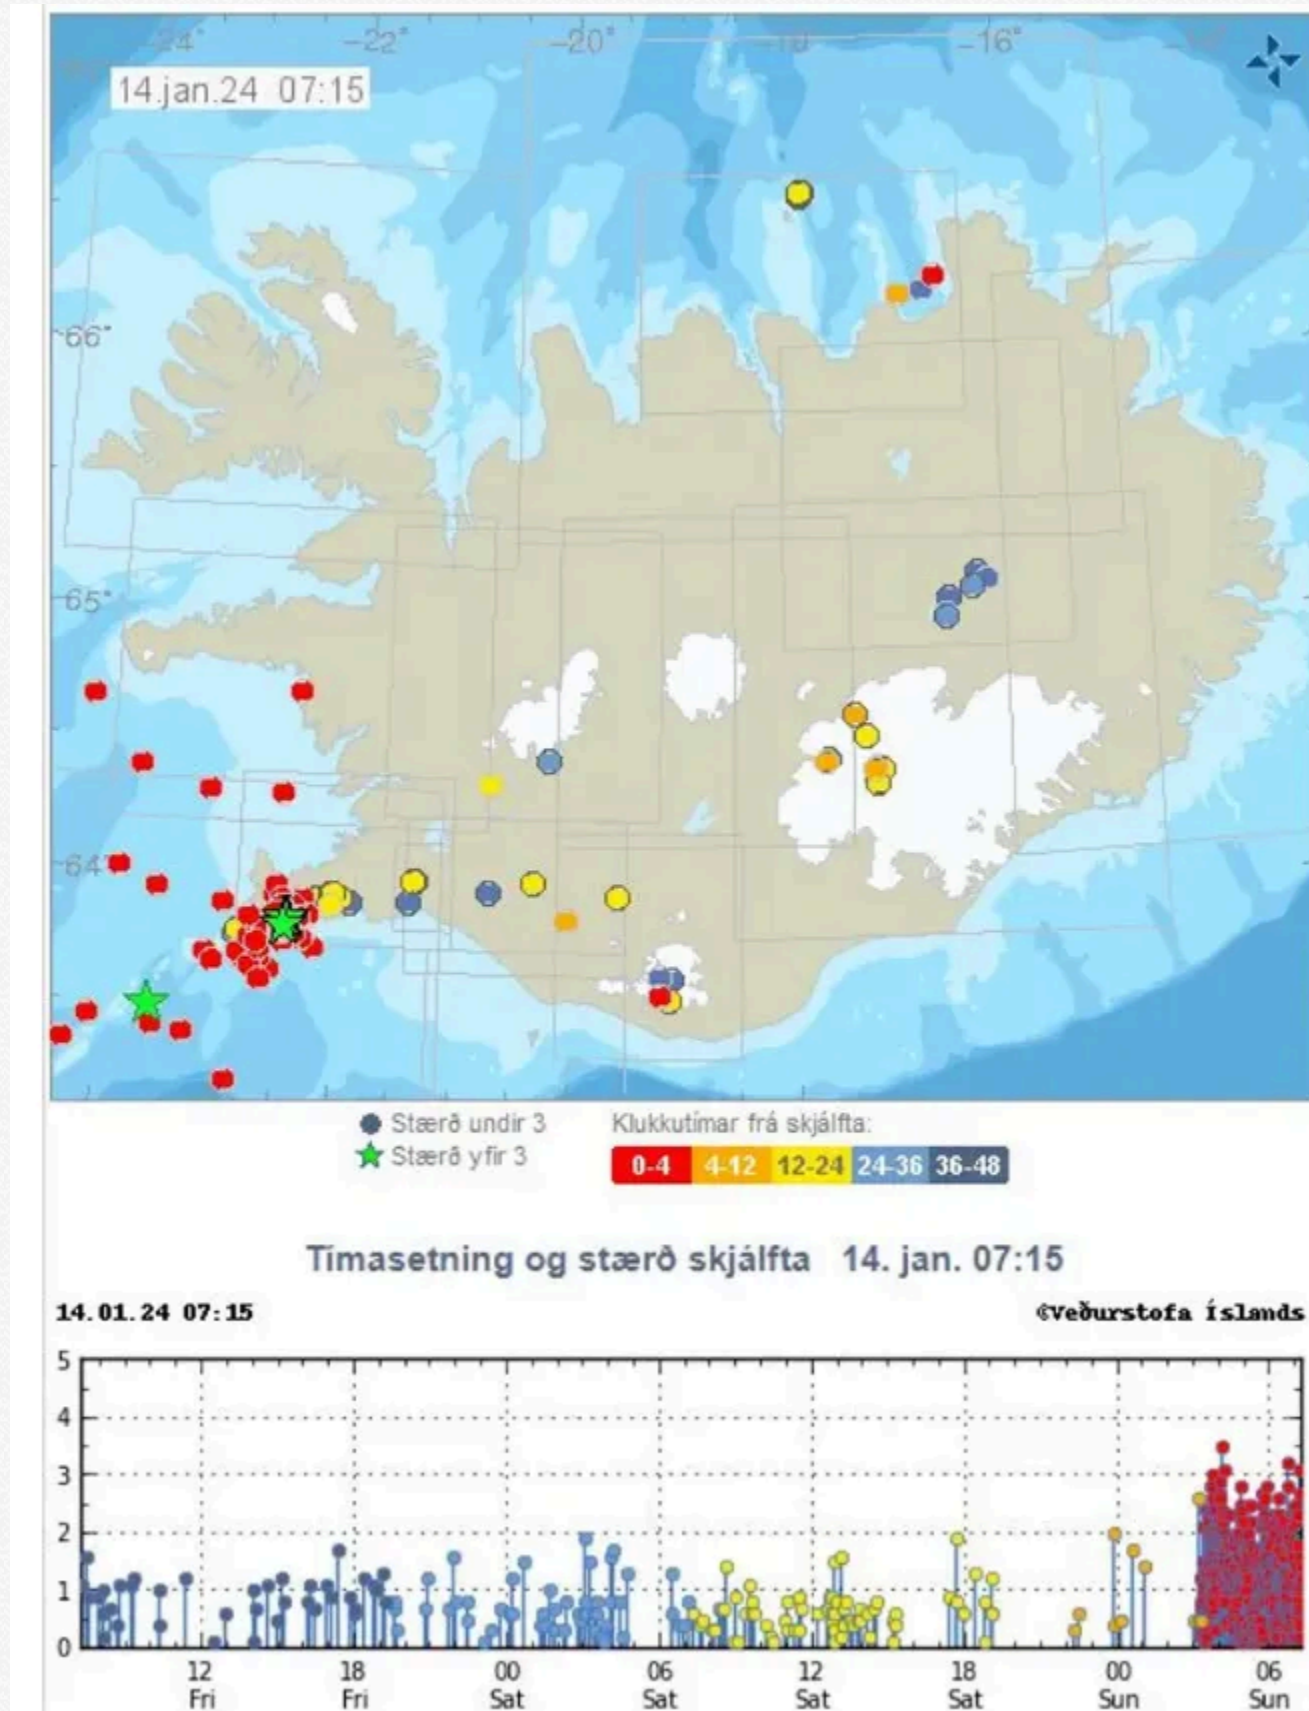 -24°
-22°
-20°
-18°
-16°
14.jan.24 07:15
66°
65°
64°
Stærð undir 3
Stærð yfir 3
Klukkutímar frá skjálfta:
0-4 4-12 12-24 24-36 36-48
Tímasetning og stærð skjálfta 14. jan. 07:15
14.01.24 07:15
©Veðurstofa Íslands
5
4
3
2
1
0
12 18 00 06 12 18 00 06
Fri Fri Sat Sat Sat Sat Sun Sun